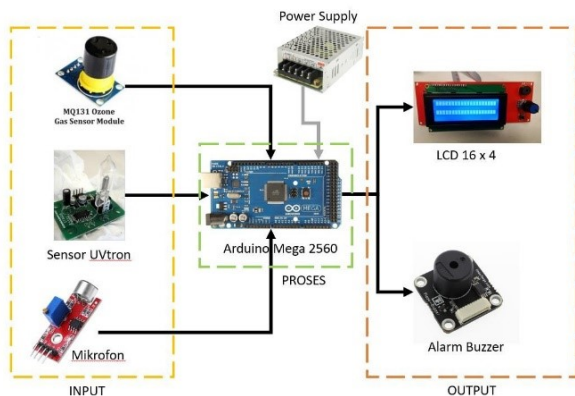 Power Supply
MQ131 Ozone
Gas Sensor Module
LCD 16 x 4
Arduino Mega 2560
Sensor UVtron
PROSES
Mikrofon
Alarm Buzzer
INPUT
OUTPUT